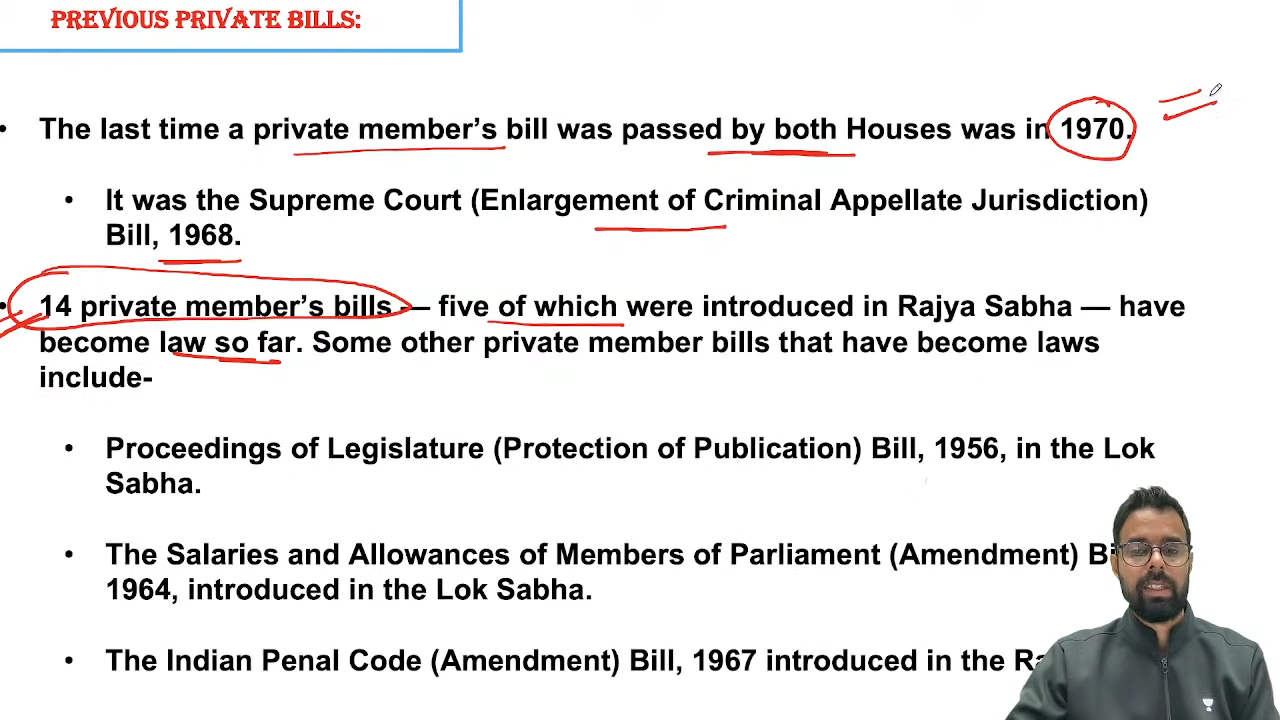 PREVIOUS PRIVATE BILLS:
• The last time a private member’s bill was passed by both Houses was in 1970.
• It was the Supreme Court (Enlargement of Criminal Appellate Jurisdiction)
Bill, 1968.
• 14 private member’s bills — five of which were introduced in Rajya Sabha — have
become law so far. Some other private member bills that have become laws
include-
• Proceedings of Legislature (Protection of Publication) Bill, 1956, in the Lok
Sabha.
• The Salaries and Allowances of Members of Parliament (Amendment)
1964, introduced in the Lok Sabha.
• The Indian Penal Code (Amendment) Bill, 1967 introduced in the